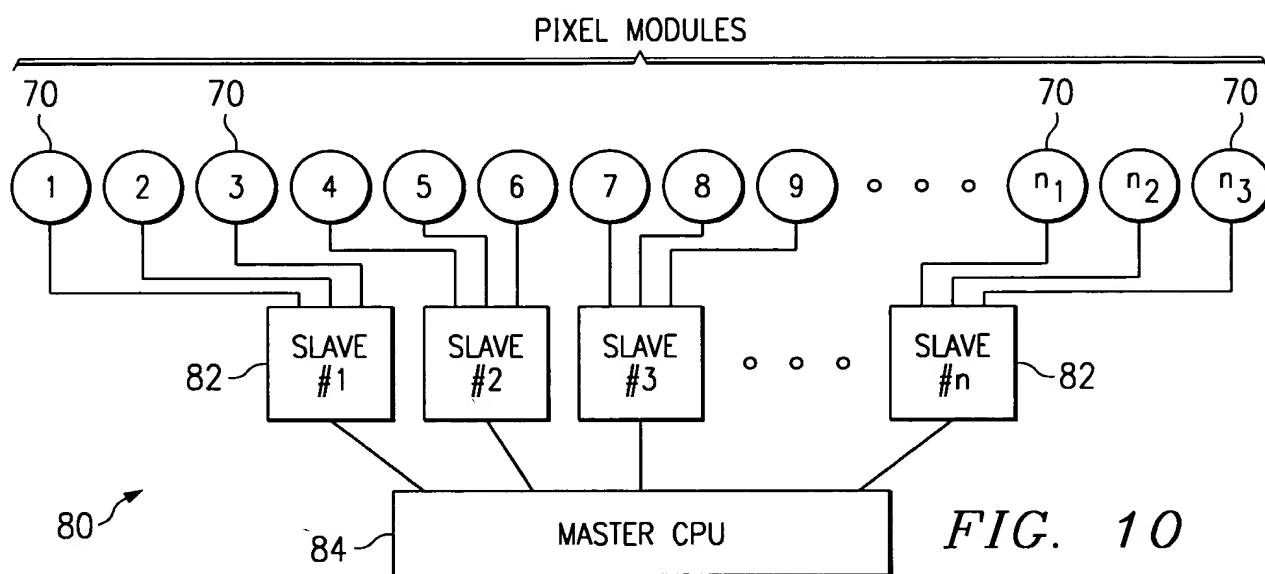 PIXEL MODULES
70 70 70 70
1 2 3 4 5 6 7 8 9 n1 n2 n3
SLAVE #1
SLAVE #2
SLAVE #3
SLAVE #n
82 82
80
84
MASTER CPU
FIG. 10